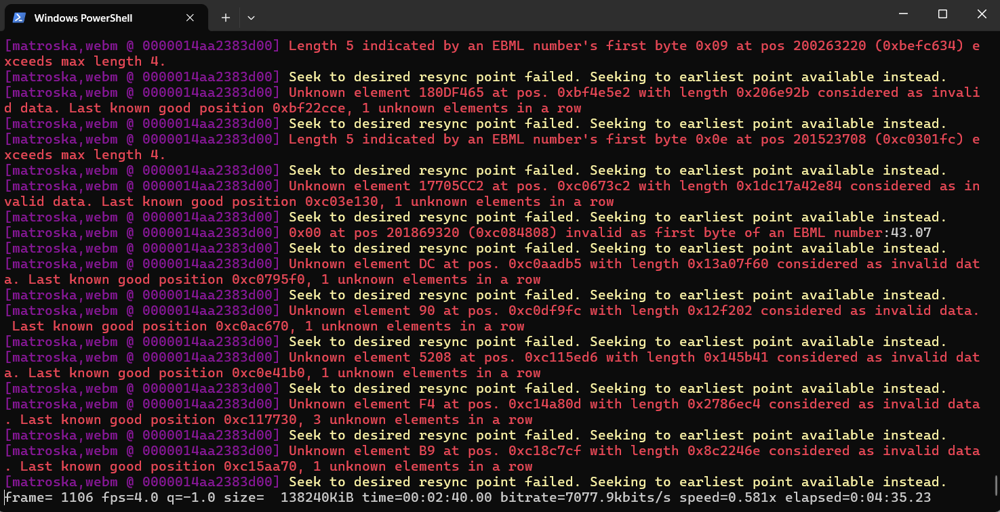 Windows PowerShell
[matroska,webm @ 0000014aa2383d00] Length 5 indicated by an EBML number's first byte 0x09 at pos 200263220 (0xbefc634) e
xceeds max length 4.
[matroska,webm @ 0000014aa2383d00] Seek to desired resync point failed. Seeking to earliest point available instead.
[matroska,webm @ 0000014aa2383d00] Unknown element 180DF465 at pos. 0xbf4e5e2 with length 0x206e92b considered as invali
d data. Last known good position 0xbf22cce, 1 unknown elements in a row
[matroska,webm @ 0000014aa2383d00] Seek to desired resync point failed. Seeking to earliest point available instead.
[matroska,webm @ 0000014aa2383d00] Length 5 indicated by an EBML number's first byte 0x0e at pos 201523708 (0xc0301fc) e
xceeds max length 4.
[matroska,webm @ 0000014aa2383d00] Seek to desired resync point failed. Seeking to earliest point available instead.
[matroska,webm @ 0000014aa2383d00] Unknown element 17705CC2 at pos. 0xc0673c2 with length 0x1dc17a42e84 considered as in
valid data. Last known good position 0xc03e130, 1 unknown elements in a row
[matroska,webm @ 0000014aa2383d00] Seek to desired resync point failed. Seeking to earliest point available instead.
[matroska,webm @ 0000014aa2383d00] 0x00 at pos 201869320 (0xc084808) invalid as first byte of an EBML number:43.07
[matroska,webm @ 0000014aa2383d00] Seek to desired resync point failed. Seeking to earliest point available instead.
[matroska,webm @ 0000014aa2383d00] Unknown element DC at pos. 0xc0aadb5 with length 0x13a07f60 considered as invalid dat
a. Last known good position 0xc0795f0, 1 unknown elements in a row
[matroska,webm @ 0000014aa2383d00] Seek to desired resync point failed. Seeking to earliest point available instead.
[matroska,webm @ 0000014aa2383d00] Unknown element 90 at pos. 0xc0df9fc with length 0x12f202 considered as invalid data.
 Last known good position 0xc0ac670, 1 unknown elements in a row
[matroska,webm @ 0000014aa2383d00] Seek to desired resync point failed. Seeking to earliest point available instead.
[matroska,webm @ 0000014aa2383d00] Unknown element 5208 at pos. 0xc115ed6 with length 0x145b41 considered as invalid dat
a. Last known good position 0xc0e41b0, 1 unknown elements in a row
[matroska,webm @ 0000014aa2383d00] Seek to desired resync point failed. Seeking to earliest point available instead.
[matroska,webm @ 0000014aa2383d00] Unknown element F4 at pos. 0xc14a80d with length 0x2786ec4 considered as invalid data
. Last known good position 0xc117730, 3 unknown elements in a row
[matroska,webm @ 0000014aa2383d00] Seek to desired resync point failed. Seeking to earliest point available instead.
[matroska,webm @ 0000014aa2383d00] Unknown element B9 at pos. 0xc18c7cf with length 0x8c2246e considered as invalid data
. Last known good position 0xc15aa70, 1 unknown elements in a row
[matroska,webm @ 0000014aa2383d00] Seek to desired resync point failed. Seeking to earliest point available instead.
frame= 1106 fps=4.0 q=-1.0 size=  138240KiB time=00:02:40.00 bitrate=7077.9kbits/s speed=0.581x elapsed=0:04:35.23